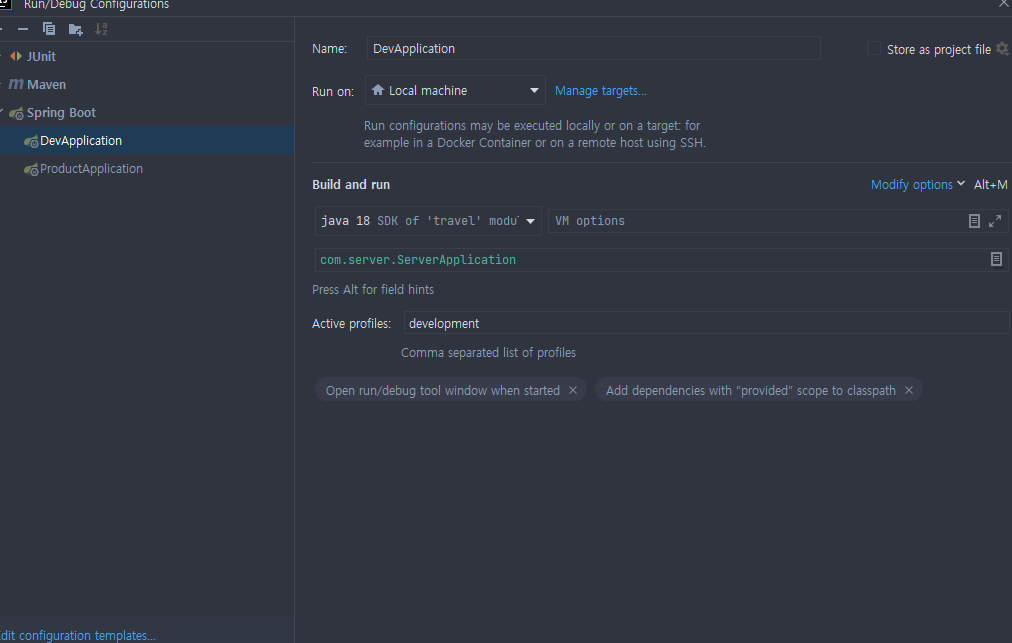 Run/Debug Configurations
JUnit
Maven
Spring Boot
DevApplication
ProductApplication
Name: DevApplication Store as project file
Run on: Local machine Manage targets...
Run configurations may be executed locally or on a target: for
example in a Docker Container or on a remote host using SSH.
Build and run Modify options Alt+M
java 18 SDK of 'travel' modu VM options
com.server.ServerApplication
Press Alt for field hints
Active profiles: development
Comma separated list of profiles
Open run/debug tool window when started × Add dependencies with “provided” scope to classpath ×
dit configuration templates...